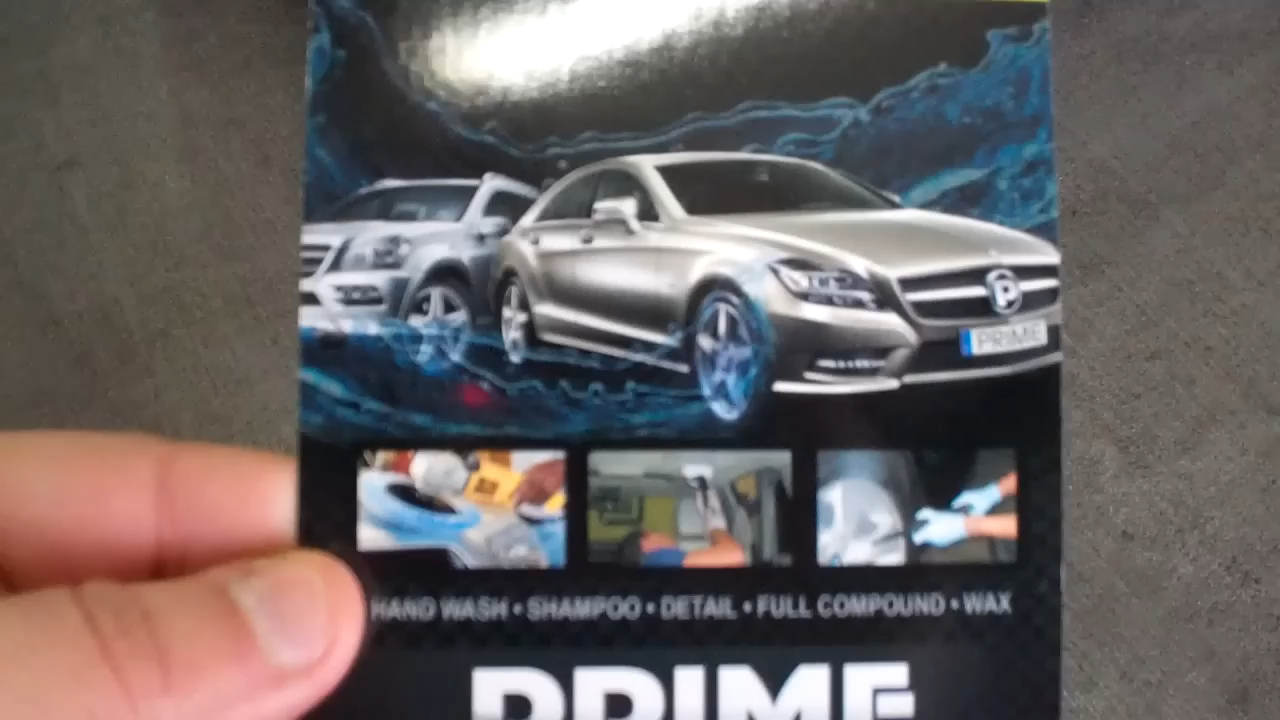 P
PRIME
HAND WASH • SHAMPOO • DETAIL • FULL COMPOUND • WAX
PRIME